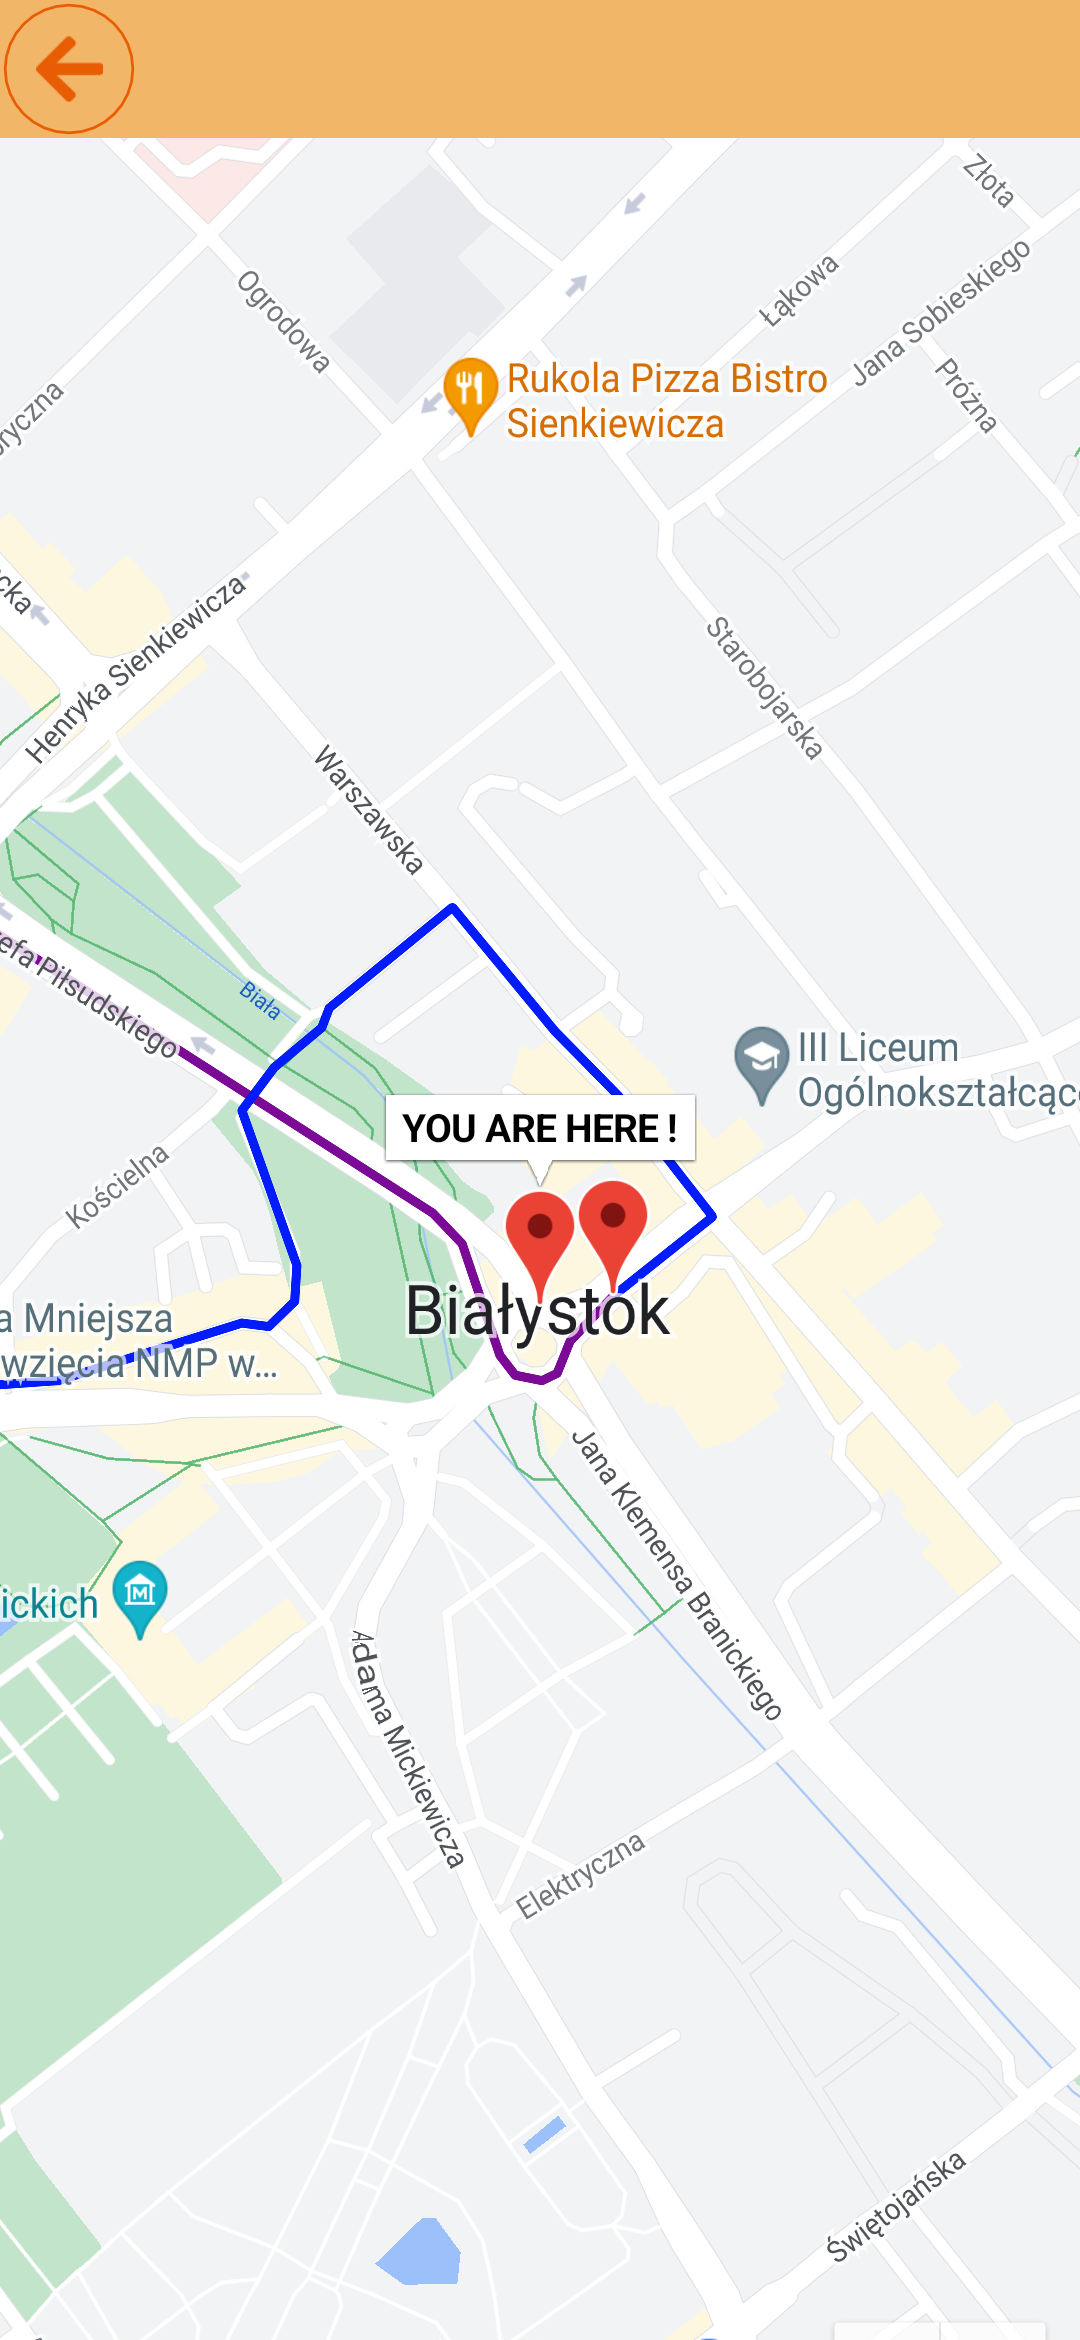 Złota
Ogrodowa
Łąkowa
Jana Sobieskiego
Próżna
Rukola Pizza Bistro
Sienkiewicza
ryczna
cka
Henryka Sienkiewicza
Starobojarska
Warszawska
efa Piłsudskiego
Biała
III Liceum
Ogólnokształcąc
YOU ARE HERE !
Kościelna
Białystok
a Mniejsza
wzięcia NMP w...
Jana Klemensa Branickiego
ickich
M
Adama Mickiewicza
Elektryczna
Świętojańska